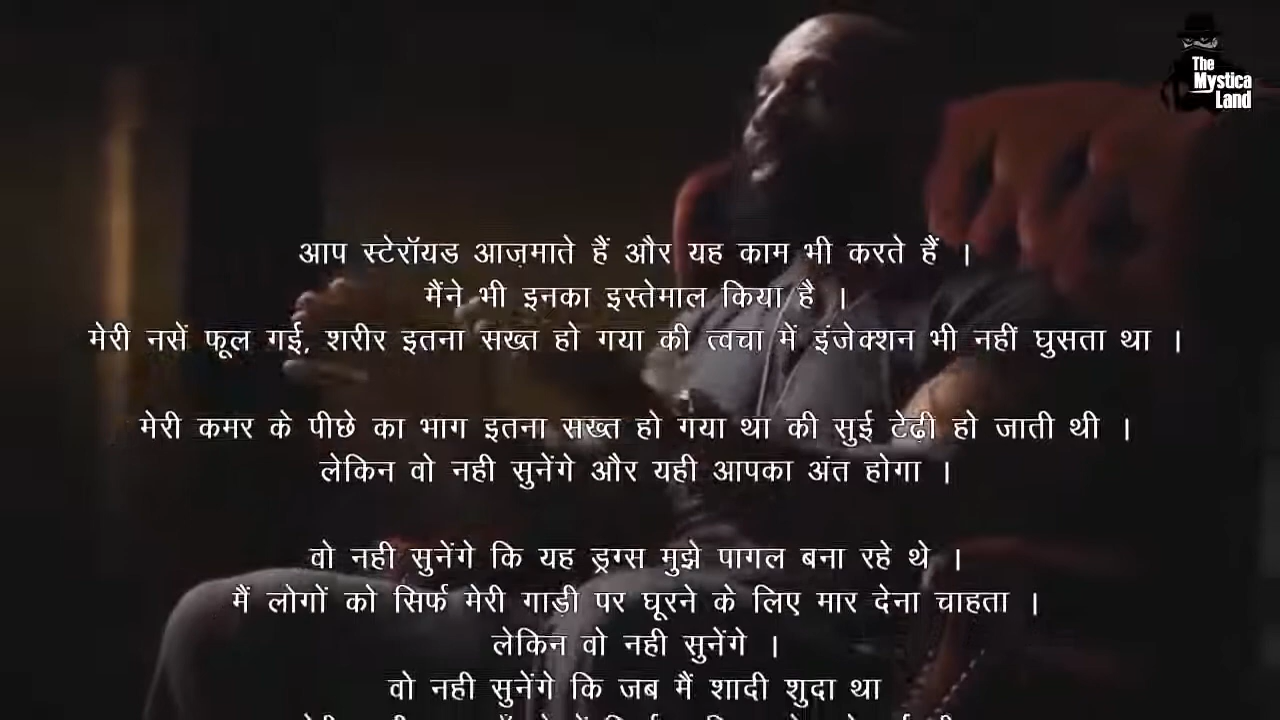 The
Mystica
Land
आप स्टेरॉयड आज़माते हैं और यह काम भी करते हैं ।
मैंने भी इनका इस्तेमाल किया है ।
मेरी नसें फूल गई, शरीर इतना सख्त हो गया की त्वचा में इंजेक्शन भी नहीं घुसता था ।
मेरी कमर के पीछे का भाग इतना सख्त हो गया था की सुई टेढ़ी हो जाती थी ।
लेकिन वो नही सुनेंगे और यही आपका अंत होगा ।
वो नही सुनेंगे कि यह ड्रग्स मुझे पागल बना रहे थे ।
मैं लोगों को सिर्फ मेरी गाड़ी पर घूरने के लिए मार देना चाहता ।
लेकिन वो नही सुनेंगे ।
वो नही सुनेंगे कि जब मैं शादी शुदा था